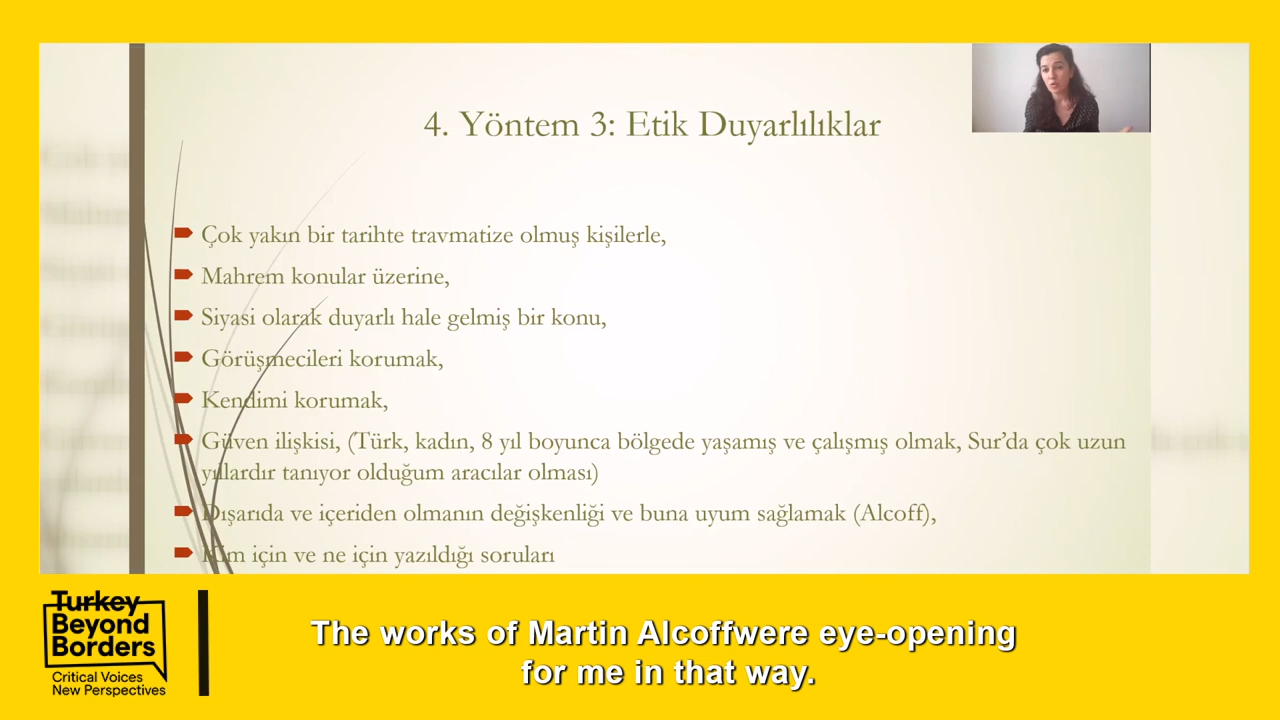 4. Yöntem 3: Etik Duyarlılıklar
Çok yakın bir tarihte travmatize olmuş kişilerle,
Mahrem konular üzerine,
Siyasi olarak duyarlı hale gelmiş bir konu,
Görüşmecileri korumak,
Kendimi korumak,
Güven ilişkisi, (Türk, kadın, 8 yıl boyunca bölgede yaşamış ve çalışmış olmak, Sur’da çok uzun
yıllardır tanıyor olduğum aracılar olması)
Dışarıda ve içeriden olmanın değişkenliği ve buna uyum sağlamak (Alcoff),
Kim için ve ne için yazıldığı soruları
Turkey
Beyond
Borders
Critical Voices
New Perspectives
The works of Martin Alcoffwere eye-opening
for me in that way.